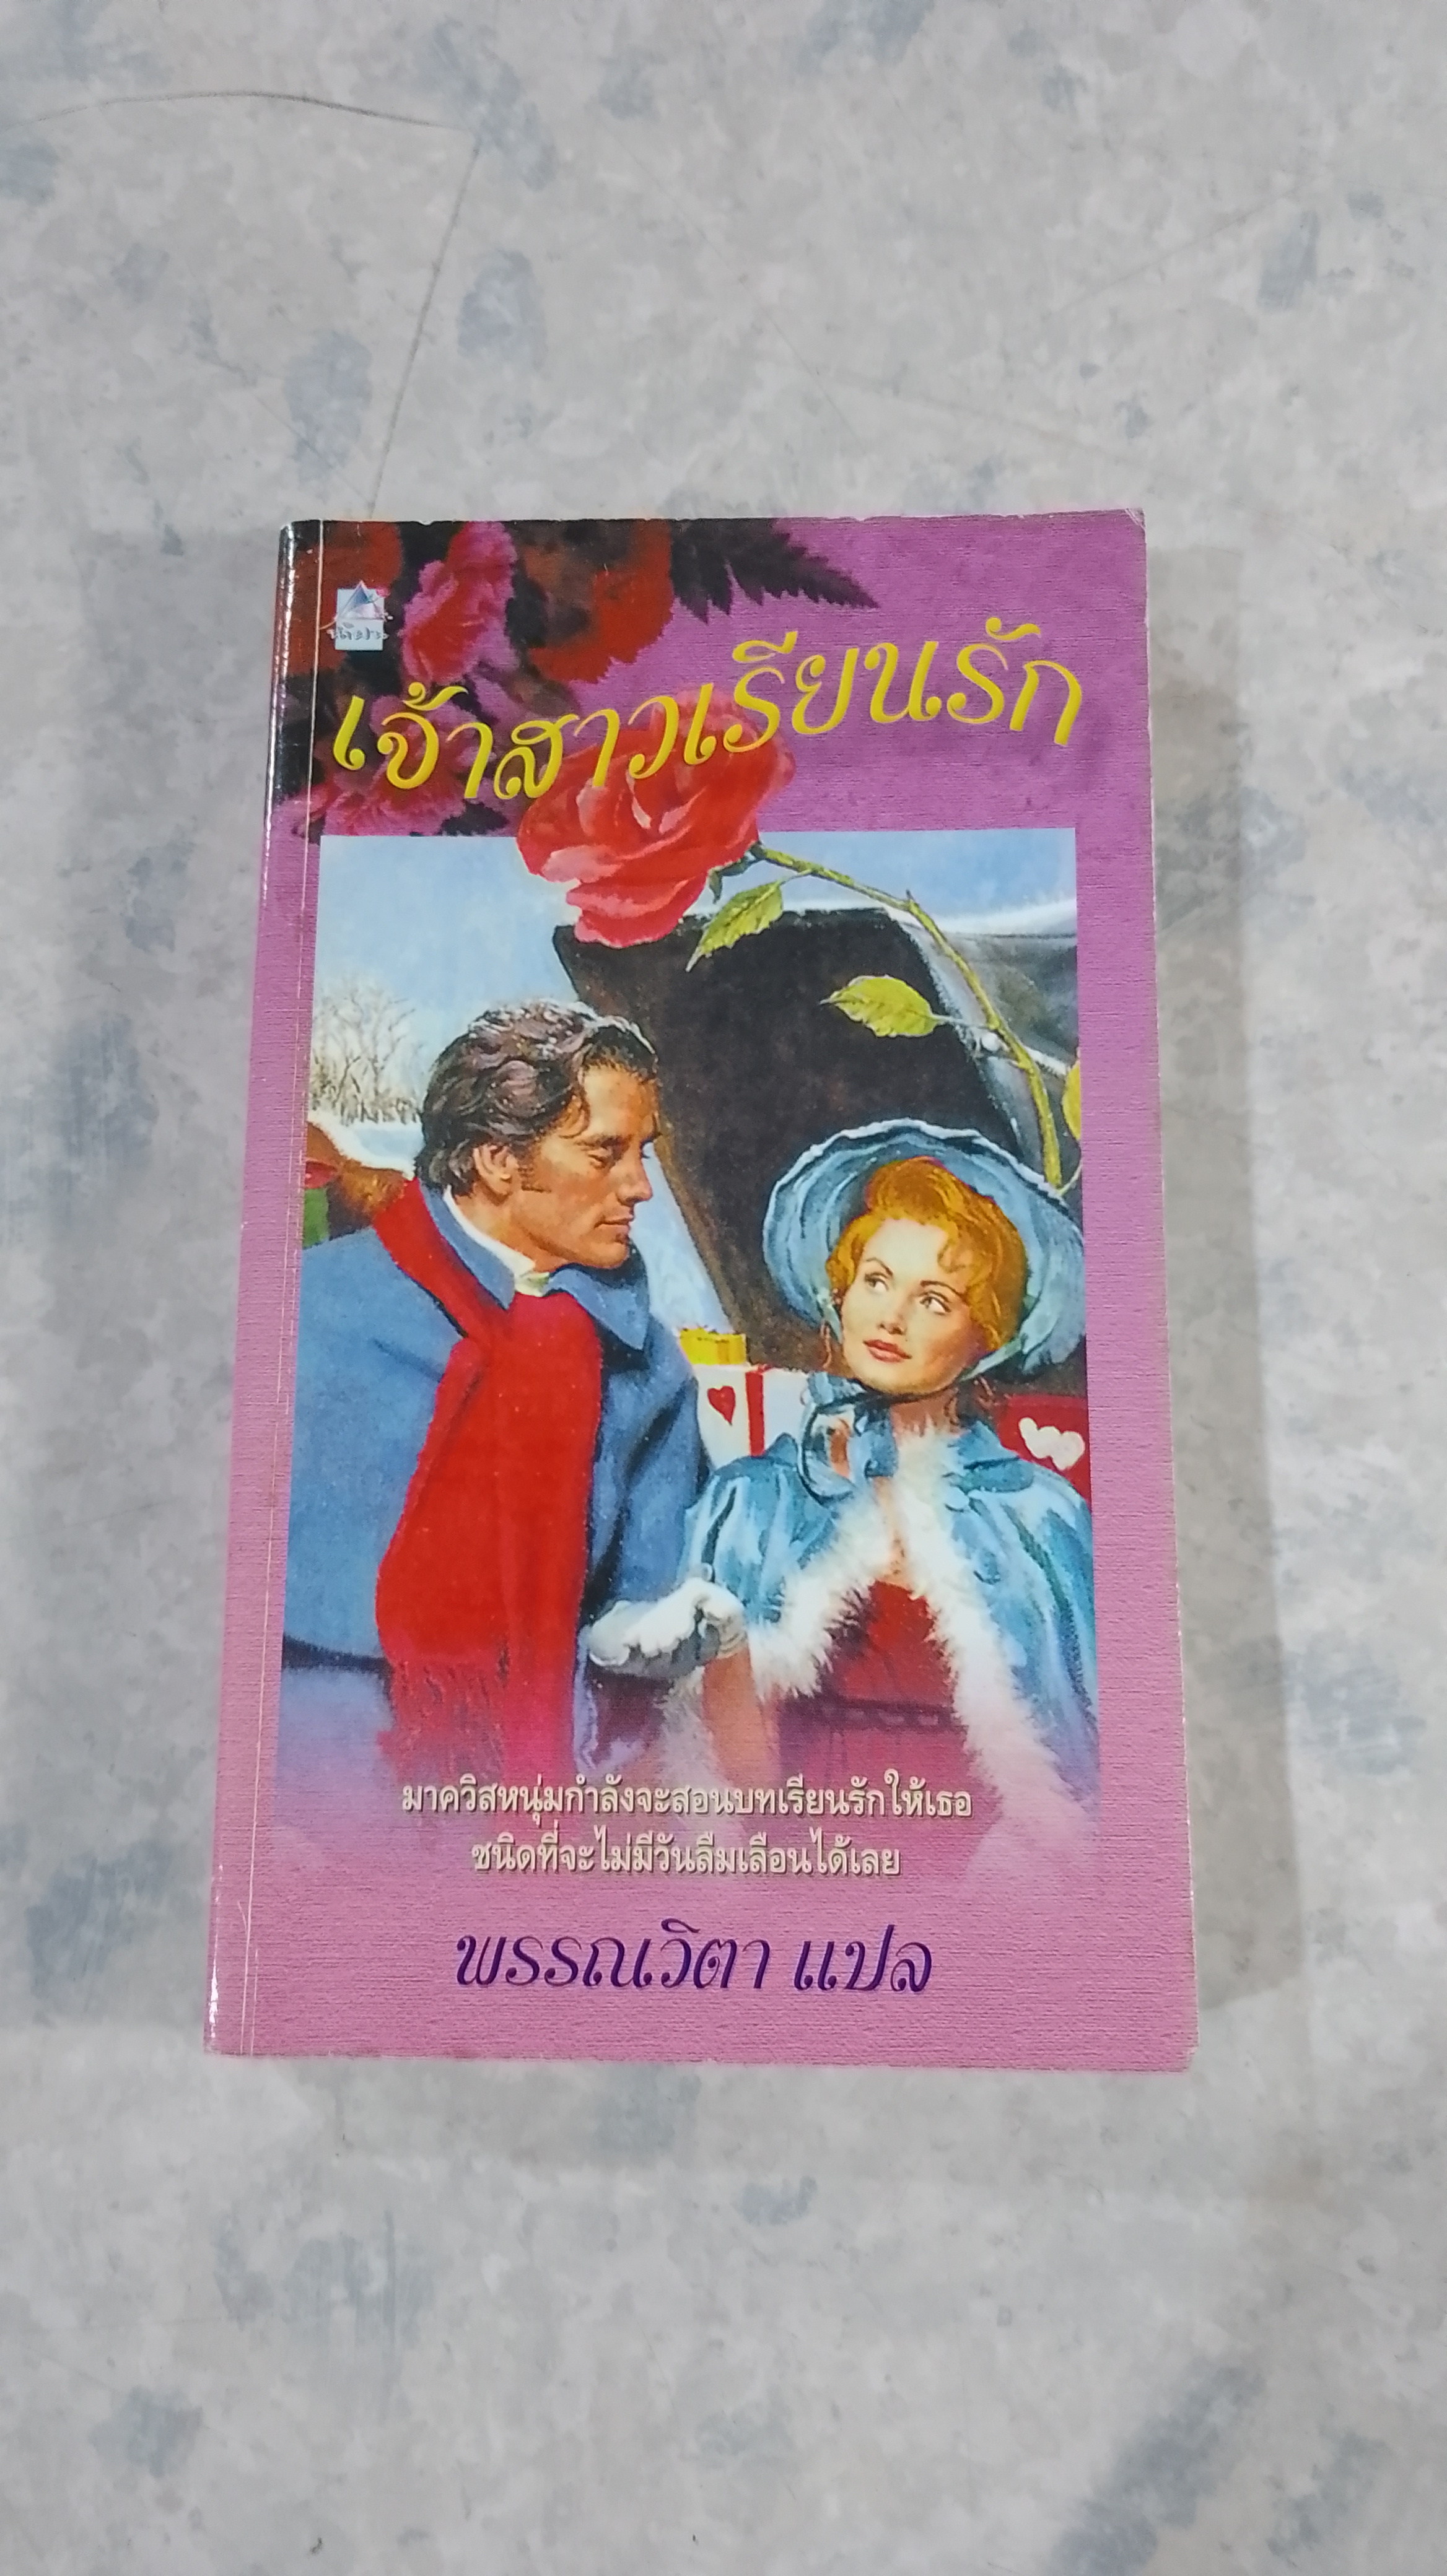 เจ้าสาวเรียนรัก
มาควิสหนุ่มกำลังจะสอนบทเรียนรักให้เธอ
ชนิดที่จะไม่มีวันลืมเลือนได้เลย
พรรณวิตา แปล